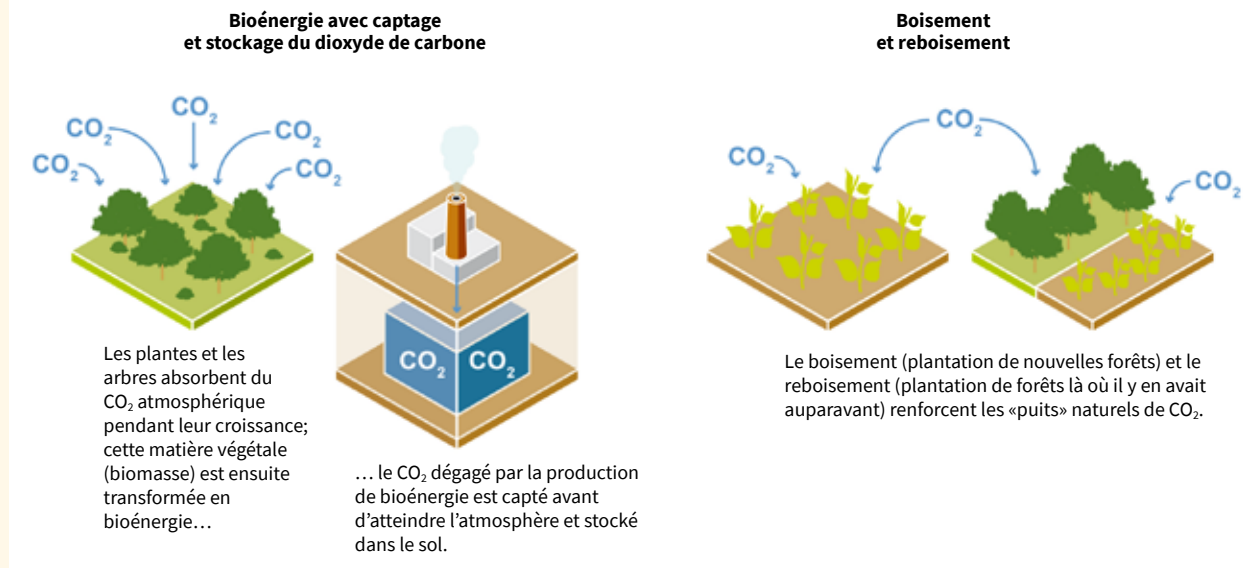 Bioénergie avec captage
et stockage du dioxyde de carbone
CO₂
CO₂
CO₂
CO₂
CO₂
Les plantes et les
arbres absorbent du
CO₂ atmosphérique
pendant leur croissance;
cette matière végétale
(biomasse) est ensuite
transformée en
bioénergie…
CO₂
CO₂
… le CO₂ dégagé par la production
de bioénergie est capté avant
d’atteindre l’atmosphère et stocké
dans le sol.
Boisement
et reboisement
CO₂
CO₂
CO₂
Le boisement (plantation de nouvelles forêts) et le
reboisement (plantation de forêts là où il y en avait
auparavant) renforcent les «puits» naturels de CO₂.